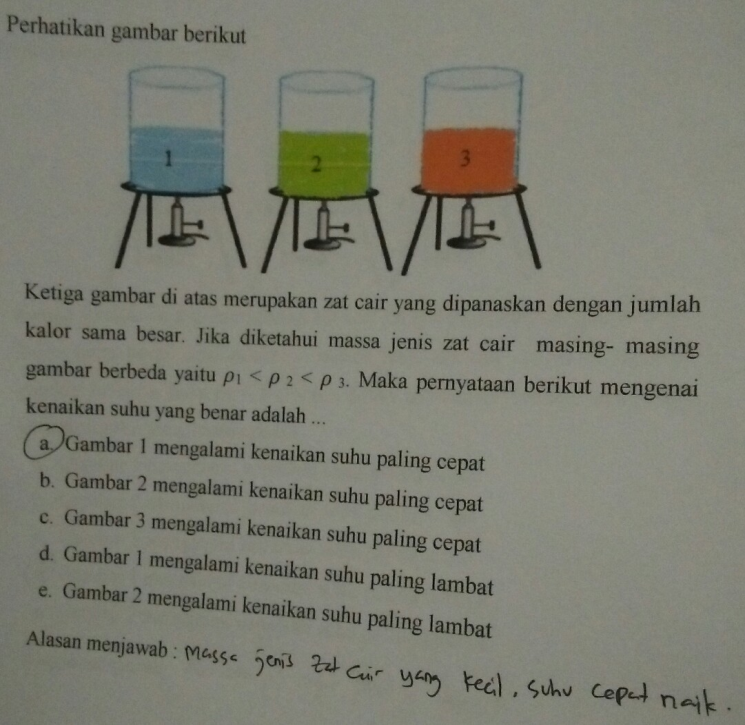 Perhatikan gambar berikut
1 2 3
Ketiga gambar di atas merupakan zat cair yang dipanaskan dengan jumlah
kalor sama besar. Jika diketahui massa jenis zat cair masing- masing
gambar berbeda yaitu ρ₁ < ρ ₂ < ρ ₃. Maka pernyataan berikut mengenai
kenaikan suhu yang benar adalah ...
a. Gambar 1 mengalami kenaikan suhu paling cepat
b. Gambar 2 mengalami kenaikan suhu paling cepat
c. Gambar 3 mengalami kenaikan suhu paling cepat
d. Gambar 1 mengalami kenaikan suhu paling lambat
e. Gambar 2 mengalami kenaikan suhu paling lambat
Alasan menjawab : Massa jenis zat cair yang kecil, suhu cepat naik.